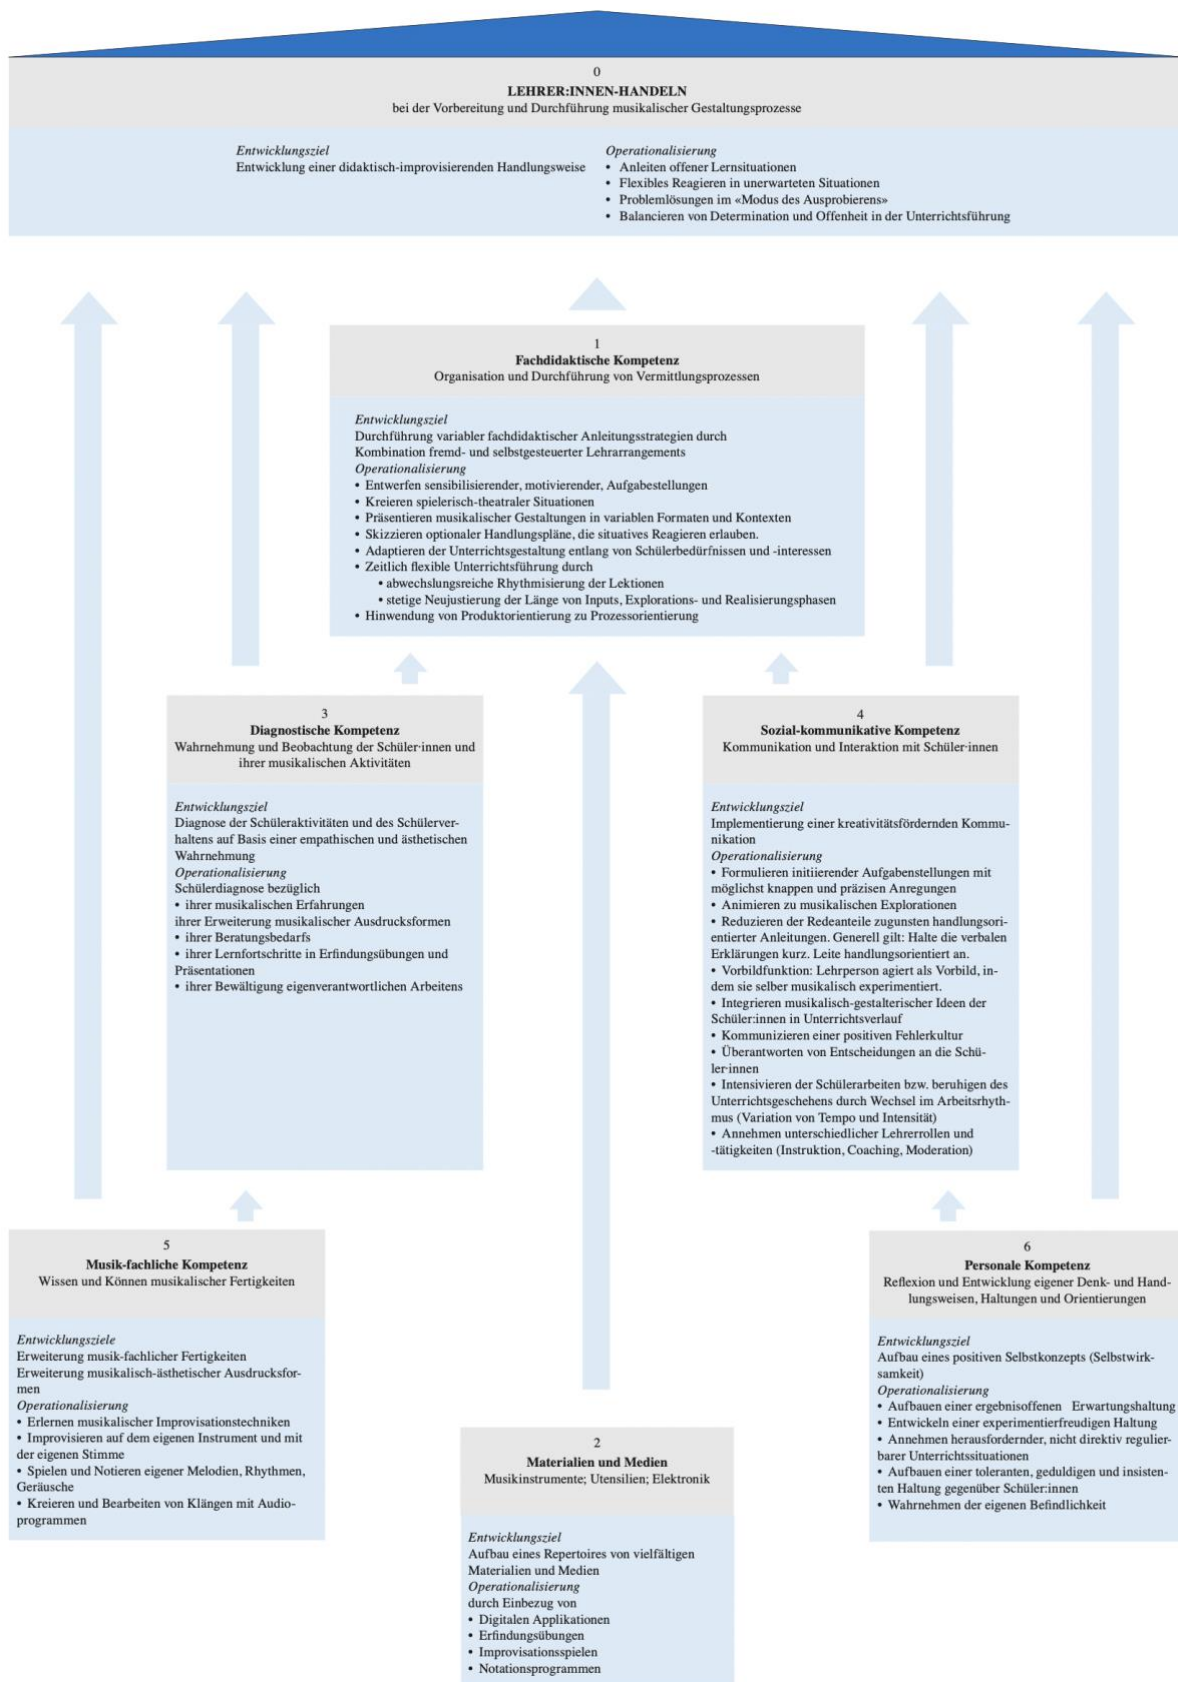 0
LEHRER:INNEN-HANDELN
bei der Vorbereitung und Durchführung musikalischer Gestaltungsprozesse
Entwicklungsziel
Entwicklung einer didaktisch-improvisierenden Handlungsweise
Operationalisierung
• Anleiten offener Lernsituationen
• Flexibles Reagieren in unerwarteten Situationen
• Problemlösungen im «Modus des Ausprobierens»
• Balancieren von Determination und Offenheit in der Unterrichtsführung
1
Fachdidaktische Kompetenz
Organisation und Durchführung von Vermittlungsprozessen
Entwicklungsziel
Durchführung variabler fachdidaktischer Anleitungsstrategien durch
Kombination fremd- und selbstgesteuerter Lehrarrangements
Operationalisierung
• Entwerfen sensibilisierender, motivierender, Aufgabestellungen
• Kreieren spielerisch-theatraler Situationen
• Präsentieren musikalischer Gestaltungen in variablen Formaten und Kontexten
• Skizzieren optionaler Handlungspläne, die situatives Reagieren erlauben.
• Adaptieren der Unterrichtsgestaltung entlang von Schülerbedürfnissen und -interessen
• Zeitlich flexible Unterrichtsführung durch
• abwechslungsreiche Rhythmisierung der Lektionen
• stetige Neujustierung der Länge von Inputs, Explorations- und Realisierungsphasen
• Hinwendung von Produktorientierung zu Prozessorientierung
3
Diagnostische Kompetenz
Wahrnehmung und Beobachtung der Schüler·innen und
ihrer musikalischen Aktivitäten
Entwicklungsziel
Diagnose der Schüleraktivitäten und des Schülerver-
haltens auf Basis einer empathischen und ästhetischen
Wahrnehmung
Operationalisierung
Schülerdiagnose bezüglich
• ihrer musikalischen Erfahrungen
ihrer Erweiterung musikalischer Ausdrucksformen
• ihrer Beratungsbedarfs
• ihrer Lernfortschritte in Erfindungsübungen und
Präsentationen
• ihrer Bewältigung eigenverantwortlichen Arbeitens
4
Sozial-kommunikative Kompetenz
Kommunikation und Interaktion mit Schüler·innen
Entwicklungsziel
Implementierung einer kreativitätsfördernden Kommu-
nikation
Operationalisierung
• Formulieren initiierender Aufgabenstellungen mit
möglichst knappen und präzisen Anregungen
• Animieren zu musikalischen Explorationen
• Reduzieren der Redeanteile zugunsten handlungsori-
entierter Anleitungen. Generell gilt: Halte die verbalen
Erklärungen kurz. Leite handlungsorientiert an.
• Vorbildfunktion: Lehrperson agiert als Vorbild, in-
dem sie selber musikalisch experimentiert.
• Integrieren musikalisch-gestalterischer Ideen der
Schüler:innen in Unterrichtsverlauf
• Kommunizieren einer positiven Fehlerkultur
• Überantworten von Entscheidungen an die Schü-
ler·innen
• Intensivieren der Schülerarbeiten bzw. beruhigen des
Unterrichtsgeschehens durch Wechsel im Arbeitsrhyth-
mus (Variation von Tempo und Intensität)
• Annehmen unterschiedlicher Lehrerrollen und
-tätigkeiten (Instruktion, Coaching, Moderation)
5
Musik-fachliche Kompetenz
Wissen und Können musikalischer Fertigkeiten
Entwicklungsziele
Erweiterung musik-fachlicher Fertigkeiten
Erweiterung musikalisch-ästhetischer Ausdrucksfor-
men
Operationalisierung
• Erlernen musikalischer Improvisationstechniken
• Improvisieren auf dem eigenen Instrument und mit
der eigenen Stimme
• Spielen und Notieren eigener Melodien, Rhythmen,
Geräusche
• Kreieren und Bearbeiten von Klängen mit Audio-
programmen
2
Materialien und Medien
Musikinstrumente; Utensilien; Elektronik
Entwicklungsziel
Aufbau eines Repertoires von vielfältigen
Materialien und Medien
Operationalisierung
durch Einbezug von
• Digitalen Applikationen
• Erfindungsübungen
• Improvisationsspielen
• Notationsprogrammen
6
Personale Kompetenz
Reflexion und Entwicklung eigener Denk- und Hand-
lungsweisen, Haltungen und Orientierungen
Entwicklungsziel
Aufbau eines positiven Selbstkonzepts (Selbstwirk-
samkeit)
Operationalisierung
• Aufbauen einer ergebnisoffenen Erwartungshaltung
• Entwickeln einer experimentierfreudigen Haltung
• Annehmen herausfordernder, nicht direktiv regulier-
barer Unterrichtssituationen
• Aufbauen einer toleranten, geduldigen und insisten-
ten Haltung gegenüber Schüler:innen
• Wahrnehmen der eigenen Befindlichkeit